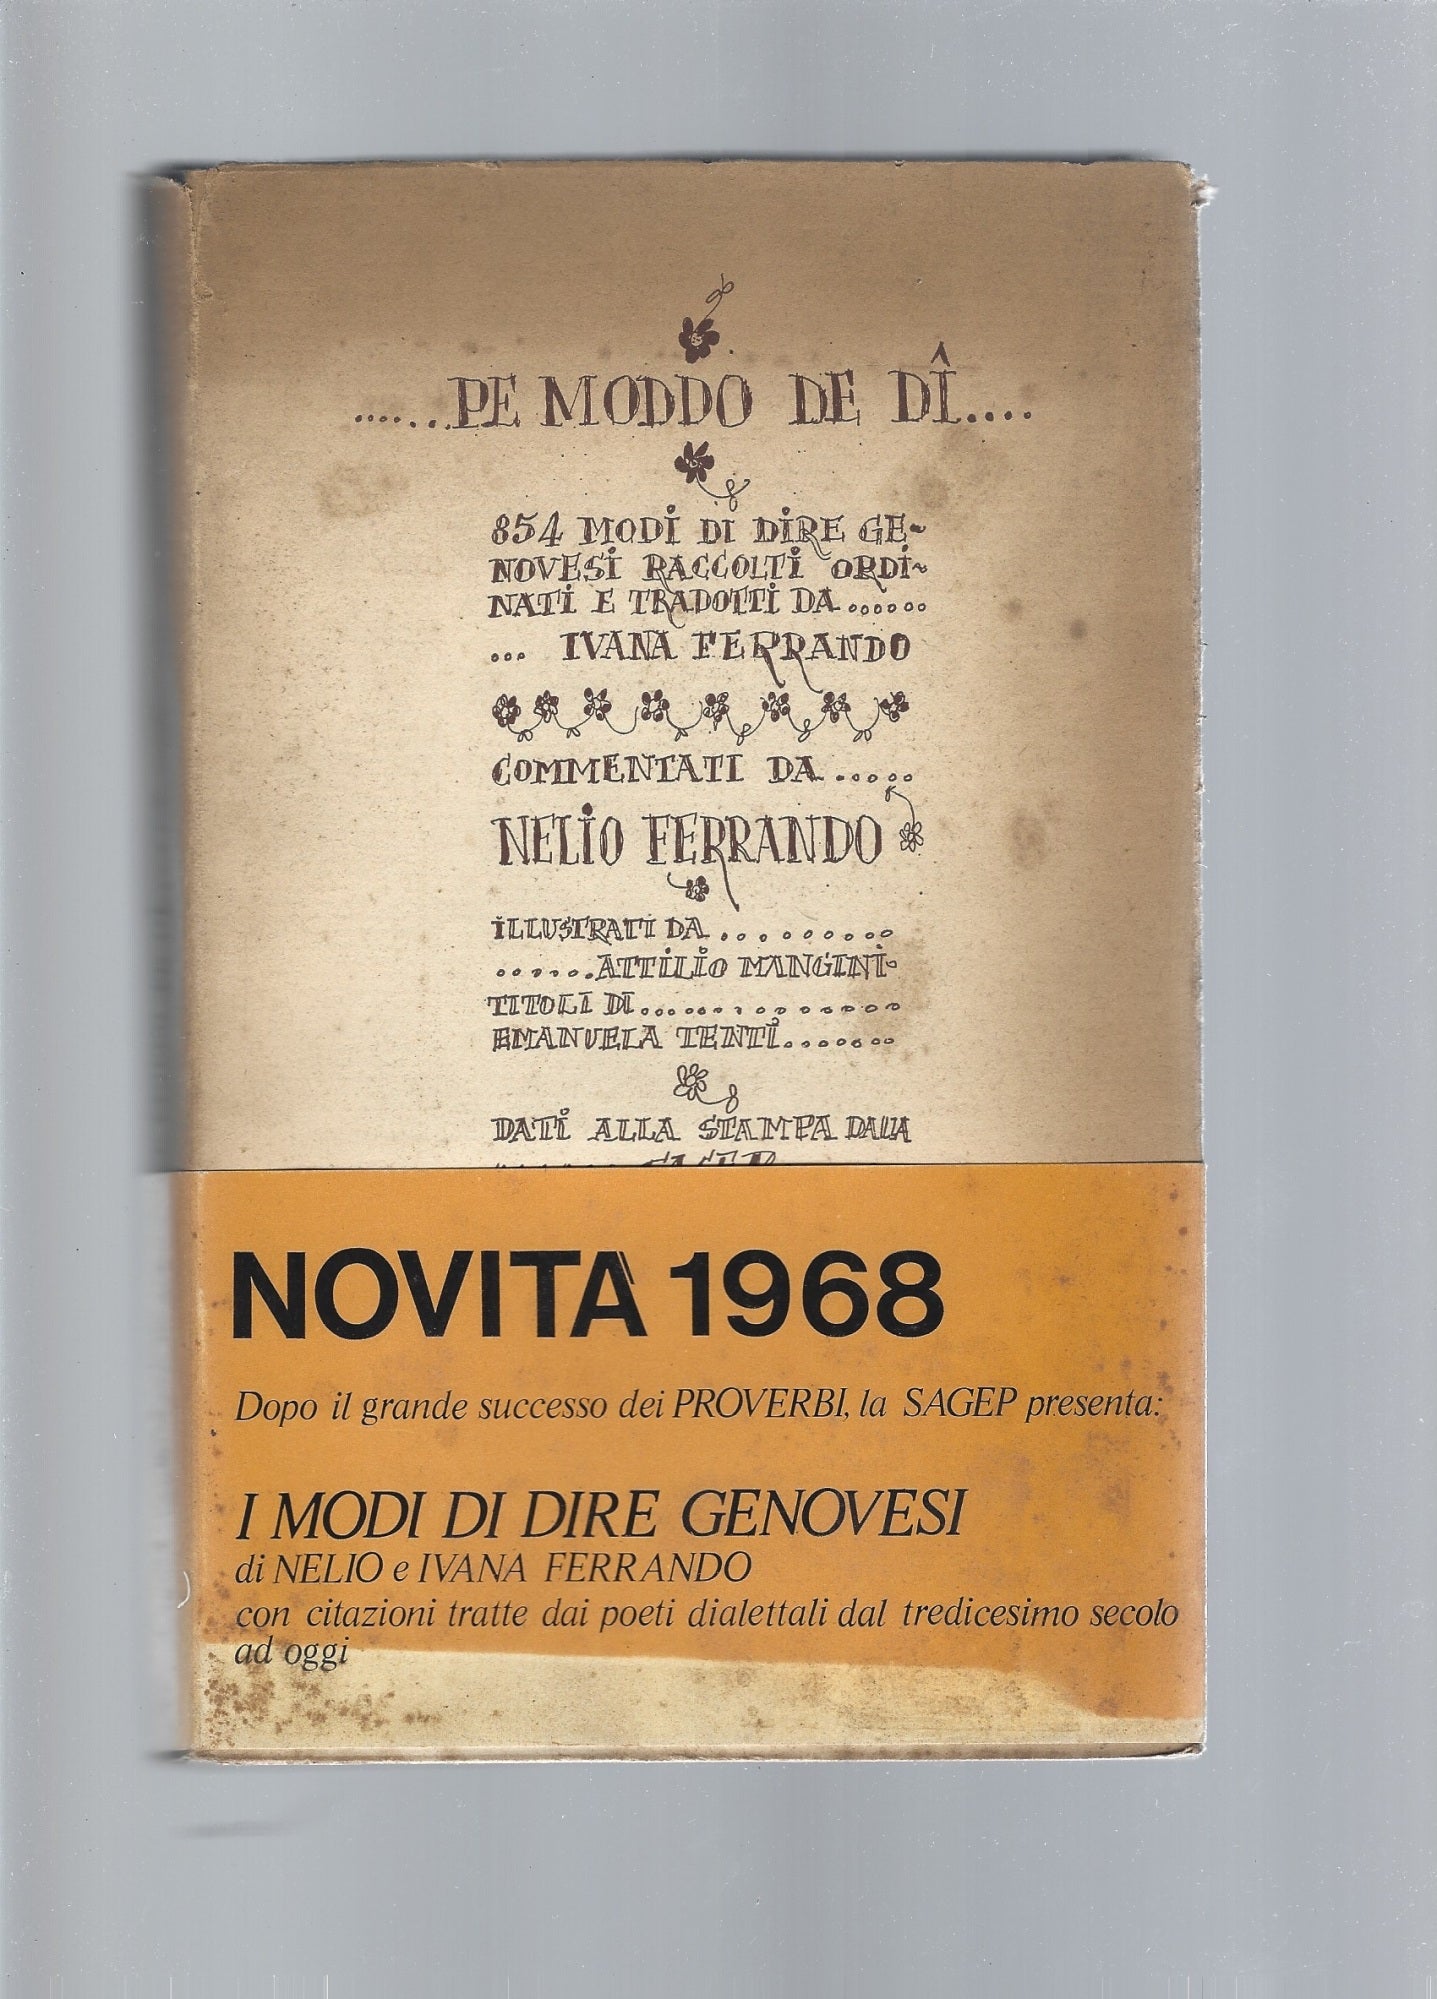 .......PE MODDO DE DÎ....
854 MODI DI DIRE GE~
NOVESI RACCOLTI ORDI~
NATI E TRADOTTI DA ......
... IVANA FERRANDO
COMMENTATI DA .....
NELIO FERRANDO
ILLUSTRATI DA ..........
.......ATTILIO MANGINI
TITOLI DI ................
EMANUELA TENTI.......
DATI ALLA STAMPA DALLA
NOVITÀ 1968
Dopo il grande successo dei PROVERBI, la SAGEP presenta:
I MODI DI DIRE GENOVESI
di NELIO e IVANA FERRANDO
con citazioni tratte dai poeti dialettali dal tredicesimo secolo
ad oggi